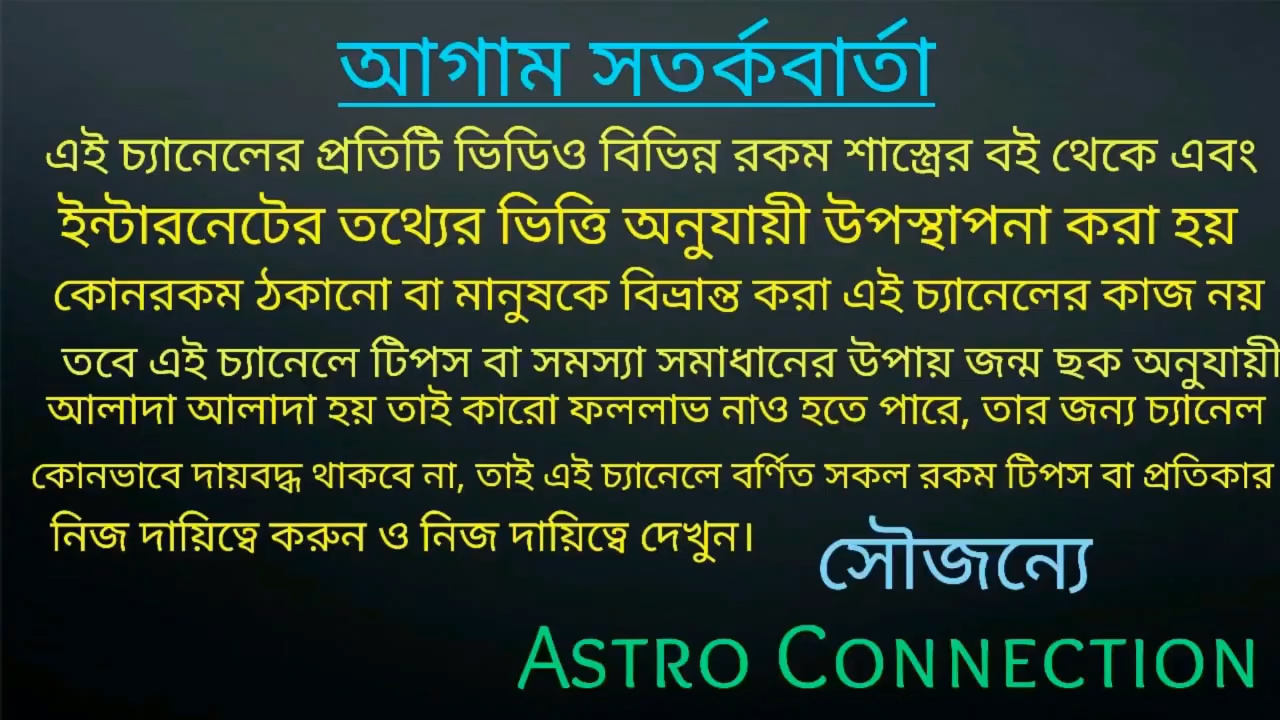 আগাম সতর্কবার্তা
এই চ্যানেলের প্রতিটি ভিডিও বিভিন্ন রকম শাস্ত্রের বই থেকে এবং
ইন্টারনেটের তথ্যের ভিত্তি অনুযায়ী উপস্থাপনা করা হয়
কোনরকম ঠকানো বা মানুষকে বিভ্রান্ত করা এই চ্যানেলের কাজ নয়
তবে এই চ্যানেলে টিপস বা সমস্যা সমাধানের উপায় জন্ম ছক অনুযায়ী
আলাদা আলাদা হয় তাই কারো ফললাভ নাও হতে পারে, তার জন্য চ্যানেল
কোনভাবে দায়বদ্ধ থাকবে না, তাই এই চ্যানেলে বর্ণিত সকল রকম টিপস বা প্রতিকার
নিজ দায়িত্বে করুন ও নিজ দায়িত্বে দেখুন।
সৌজন্যে
Astro Connection